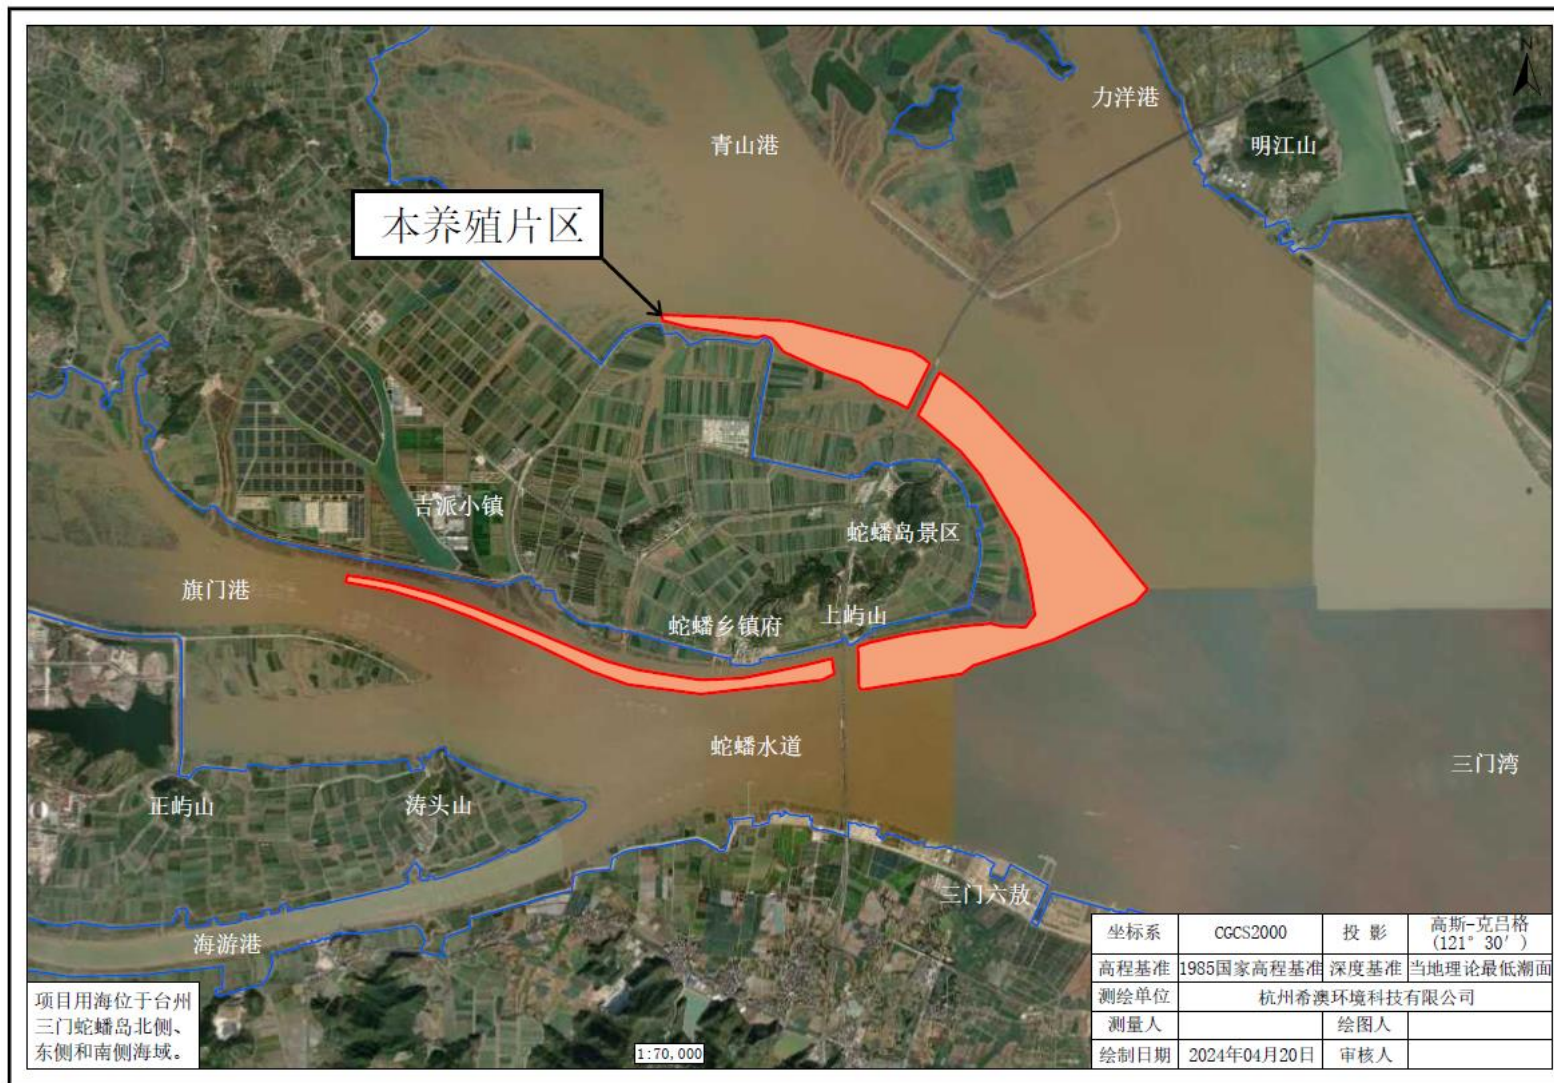 N
力洋港
青山港
明江山
本养殖片区
吉派小镇
蛇蟠岛景区
旗门港
蛇蟠乡镇府
上屿山
蛇蟠水道
三门湾
正屿山
涛头山
三门六敖
海游港
项目用海位于台州
三门蛇蟠岛北侧、
东侧和南侧海域。
1:70,000
坐标系 CGCS2000 投 影 高斯-克吕格
(121° 30′)
高程基准 1985国家高程基准 深度基准 当地理论最低潮面
测绘单位 杭州希澳环境科技有限公司
测量人 绘图人
绘制日期 2024年04月20日 审核人